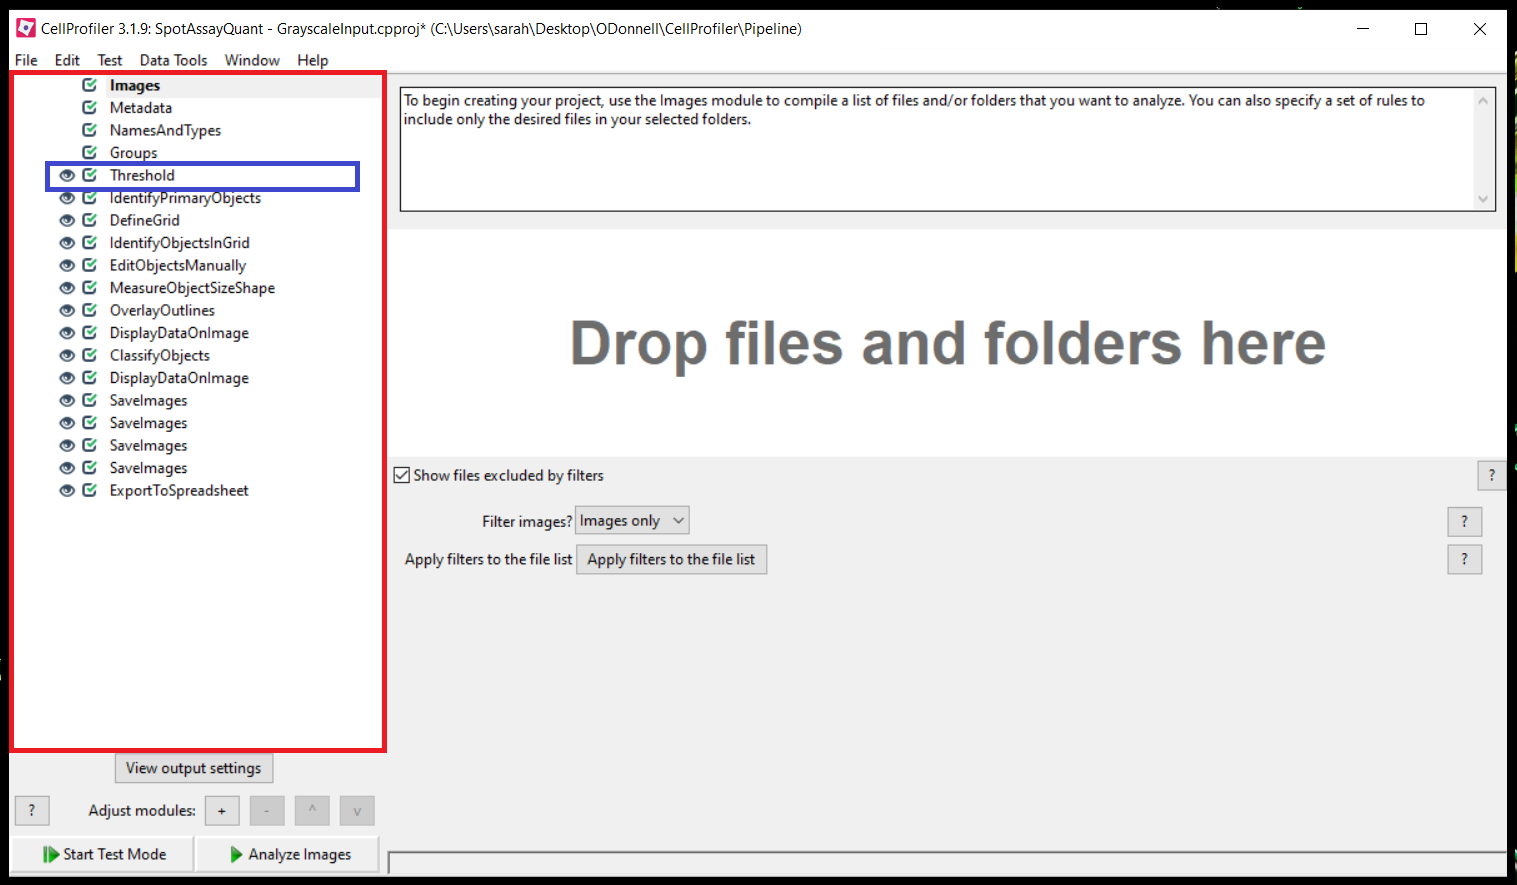 CellProfiler 3.1.9: SpotAssayQuant - GrayscaleInput.cpproj* (C:\Users\sarah\Desktop\ODonnell\CellProfiler\Pipeline)
File Edit Test Data Tools Window Help
Images
Metadata
NamesAndTypes
Groups
Threshold
IdentifyPrimaryObjects
DefineGrid
IdentifyObjectsInGrid
EditObjectsManually
MeasureObjectSizeShape
OverlayOutlines
DisplayDataOnImage
ClassifyObjects
DisplayDataOnImage
SaveImages
SaveImages
SaveImages
SaveImages
ExportToSpreadsheet
View output settings
? Adjust modules: + - ^ v
Start Test Mode Analyze Images
To begin creating your project, use the Images module to compile a list of files and/or folders that you want to analyze. You can also specify a set of rules to
include only the desired files in your selected folders.
Drop files and folders here
Show files excluded by filters ?
Filter images? Images only ?
Apply filters to the file list Apply filters to the file list ?